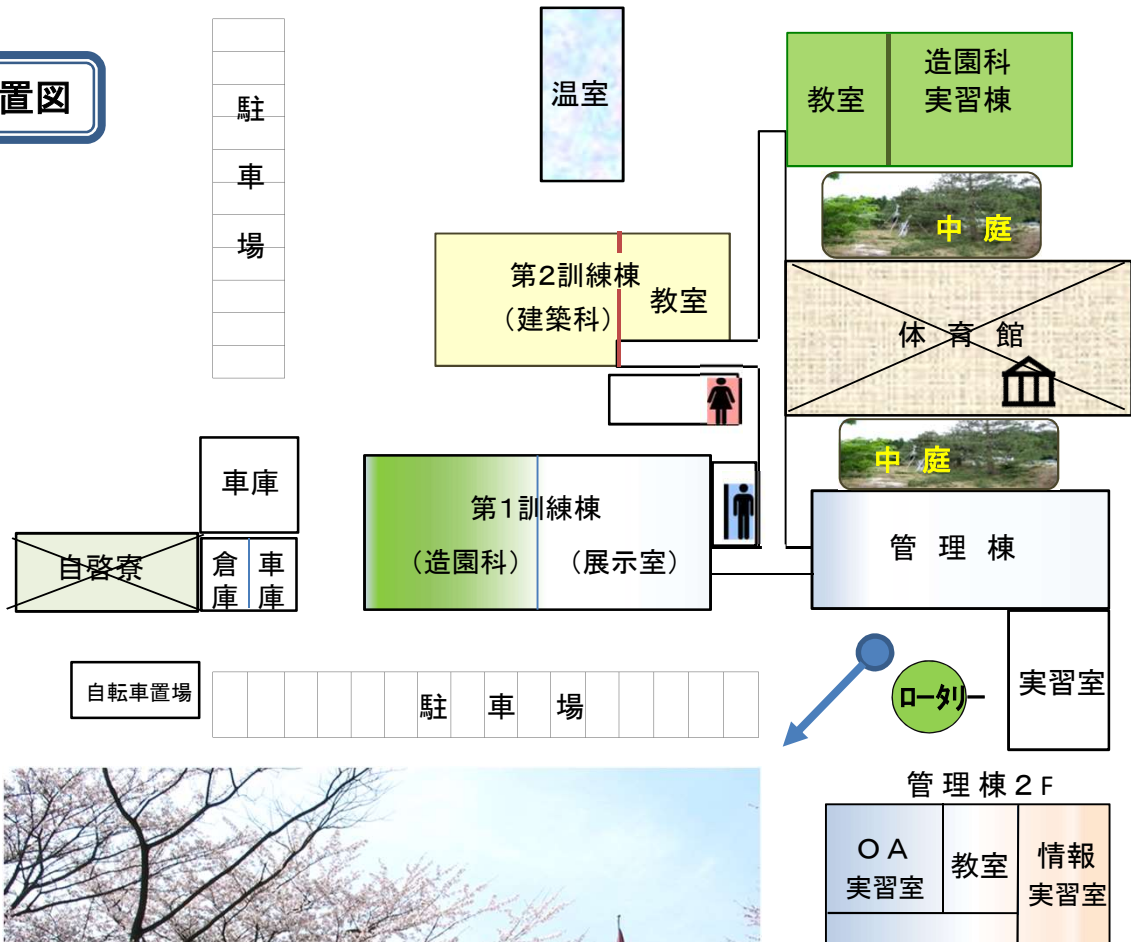 置図
駐
車
場
温室
教室
造園科
実習棟
中 庭
第2訓練棟
(建築科)
教室
体 育 館
中 庭
車庫
第1訓練棟
(造園科)
(展示室)
管 理 棟
自啓寮
倉庫
車庫
自転車置場
駐 車 場
ロータリー
実習室
管理棟2F
OA
実習室
教室
情報
実習室